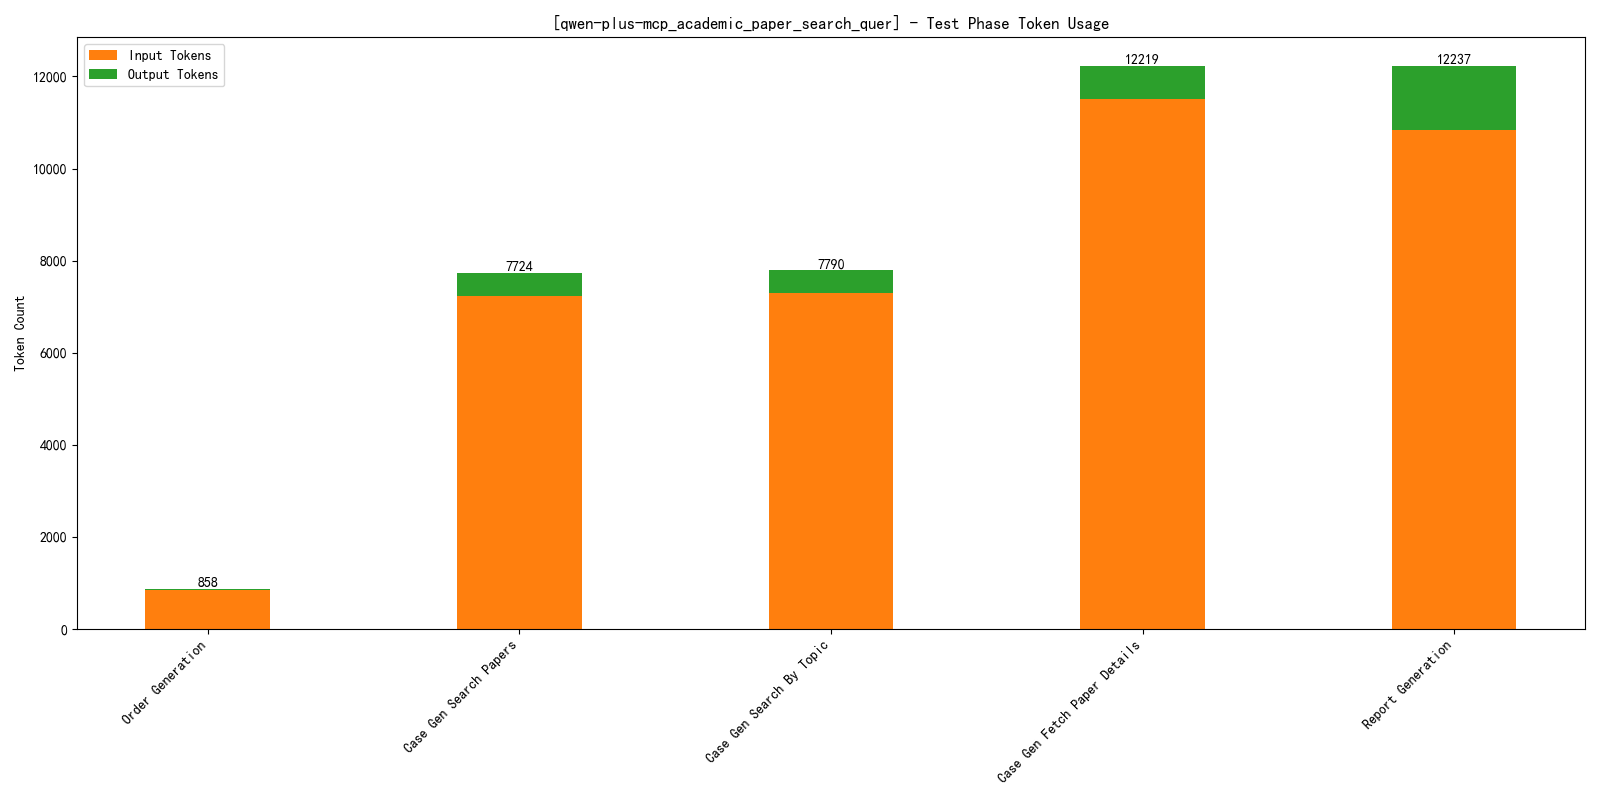 [qwen-plus-mcp_academic_paper_search_quer] - Test Phase Token Usage
Input Tokens
Output Tokens
Token Count
12000
10000
8000
6000
4000
2000
0
858
7724
7790
12219
12237
Order Generation
Case Gen Search Papers
Case Gen Search By Topic
Case Gen Fetch Paper Details
Report Generation